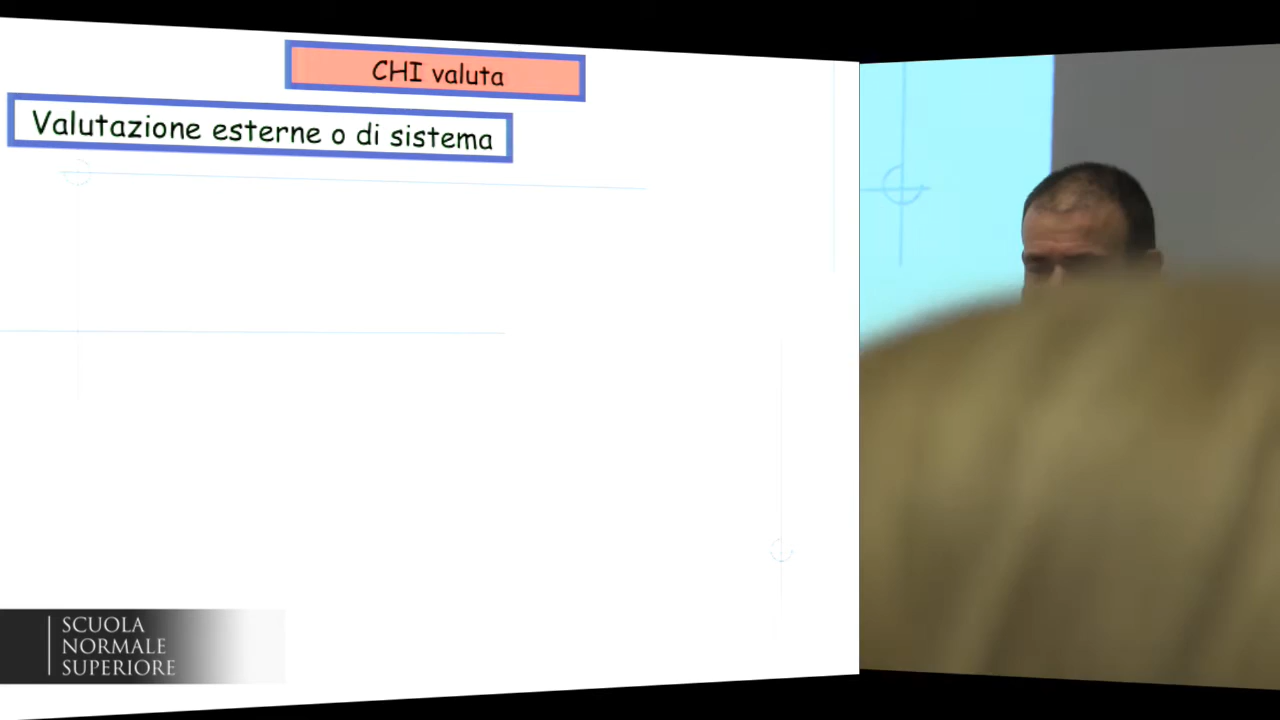 CHI valuta
Valutazione esterne o di sistema
SCUOLA
NORMALE
SUPERIORE